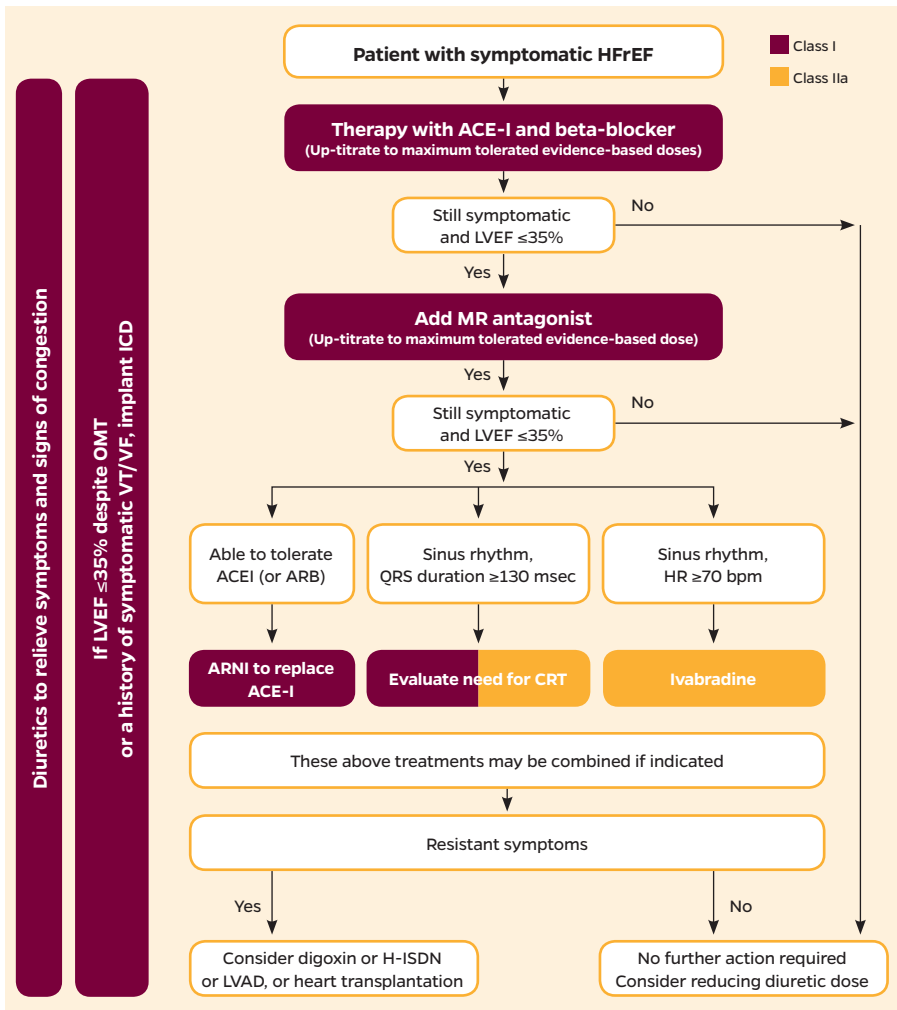 Patient with symptomatic HFrEF
Class I
Class IIa
Therapy with ACE-I and beta-blocker
(Up-titrate to maximum tolerated evidence-based doses)
Still symptomatic
and LVEF ≤35%
No
Yes
Add MR antagonist
(Up-titrate to maximum tolerated evidence-based dose)
Yes
Still symptomatic
and LVEF ≤35%
No
Yes
Able to tolerate
ACEI (or ARB)
Sinus rhythm,
QRS duration ≥130 msec
Sinus rhythm,
HR ≥70 bpm
ARNI to replace
ACE-I
Evaluate need for CRT
Ivabradine
These above treatments may be combined if indicated
Resistant symptoms
Yes
No
Consider digoxin or H-ISDN
or LVAD, or heart transplantation
No further action required
Consider reducing diuretic dose
Diuretics to relieve symptoms and signs of congestion
If LVEF ≤35% despite OMT
or a history of symptomatic VT/VF, implant ICD